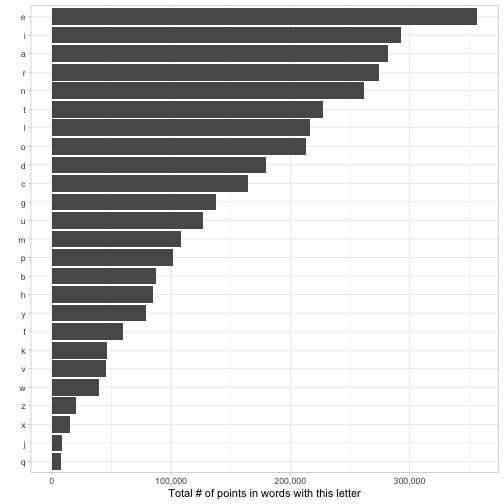 e
i
a
r
n
t
l
o
d
c
g
u
m
p
b
h
y
f
k
v
w
z
x
j
q
0 100,000 200,000 300,000
Total # of points in words with this letter